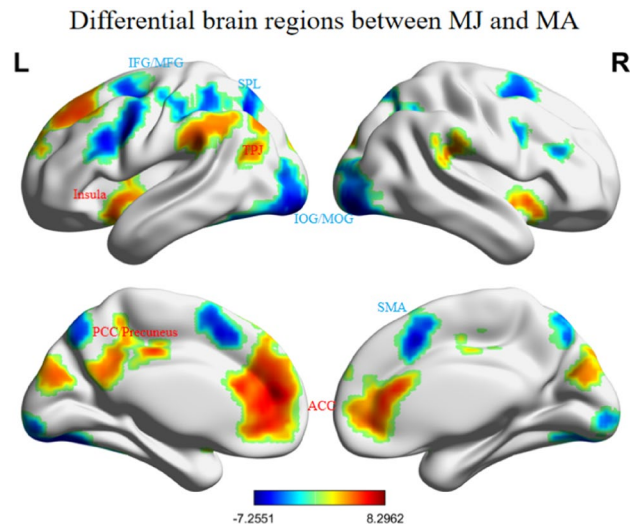 Differential brain regions between MJ and MA
L
R
IFG/MFG
SPL
TPJ
Insula
IOG/MOG
SMA
PCC/Precuneus
ACC
-7.2551
8.2962